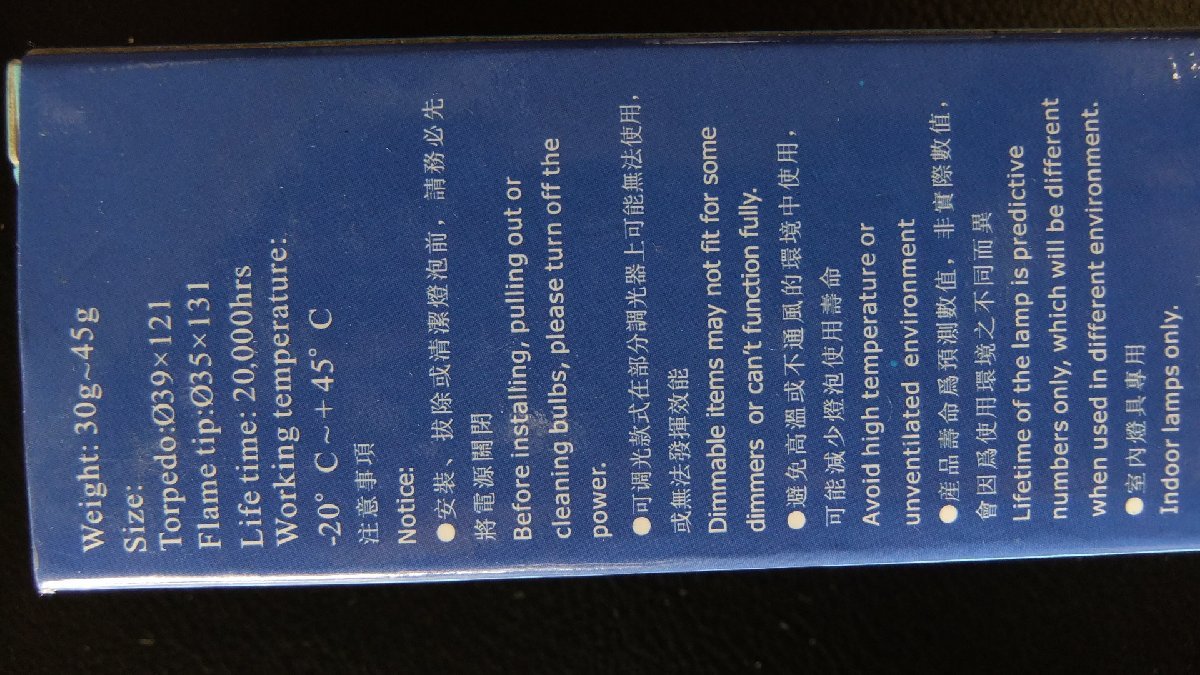 Weight: 30g~45g
Size:
Torpedo:Ø39×121
Flame tip:Ø35×131
Life time: 20,000hrs
Working temperature:
-20° C~+45° C
注意事項
Notice:
●安裝、拔除或清潔燈泡前，請務必先
將電源關閉
Before installing, pulling out or
cleaning bulbs, please turn off the
power.
●可调光款式在部分調光器上可能無法使用，
或無法發揮效能
Dimmable items may not fit for some
dimmers or can't function fully.
●避免高溫或不通風的環境中使用，
可能減少燈泡使用壽命
Avoid high temperature or
unventilated environment
●産品壽命爲預測數值，非實際數值，
會因爲使用環境之不同而異
Lifetime of the lamp is predictive
numbers only, which will be different
when used in different environment.
●室內燈具專用
Indoor lamps only.